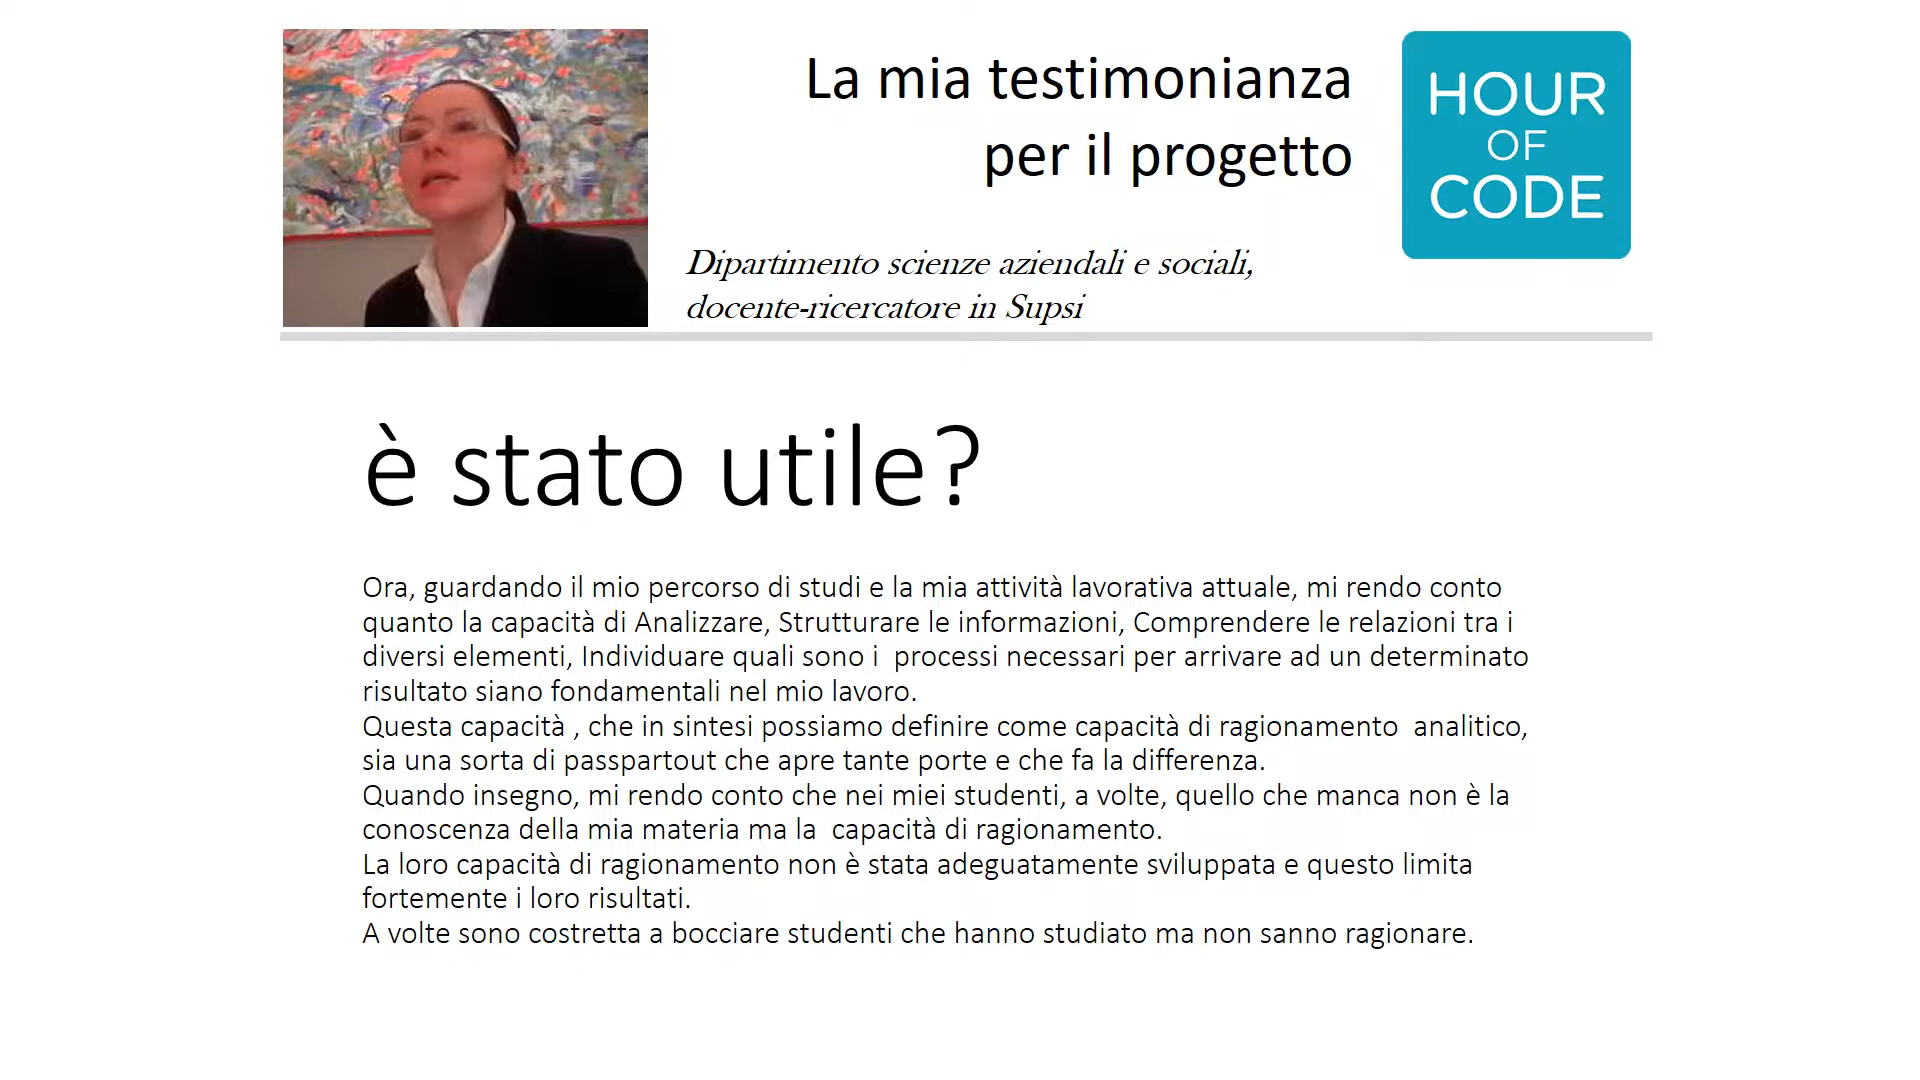 La mia testimonianza
per il progetto
HOUR
OF
CODE
Dipartimento scienze aziendali e sociali,
docente-ricercatore in Supsi
è stato utile?
Ora, guardando il mio percorso di studi e la mia attività lavorativa attuale, mi rendo conto
quanto la capacità di Analizzare, Strutturare le informazioni, Comprendere le relazioni tra i
diversi elementi, Individuare quali sono i  processi necessari per arrivare ad un determinato
risultato siano fondamentali nel mio lavoro.
Questa capacità , che in sintesi possiamo definire come capacità di ragionamento  analitico,
sia una sorta di passpartout che apre tante porte e che fa la differenza.
Quando insegno, mi rendo conto che nei miei studenti, a volte, quello che manca non è la
conoscenza della mia materia ma la  capacità di ragionamento.
La loro capacità di ragionamento non è stata adeguatamente sviluppata e questo limita
fortemente i loro risultati.
A volte sono costretta a bocciare studenti che hanno studiato ma non sanno ragionare.